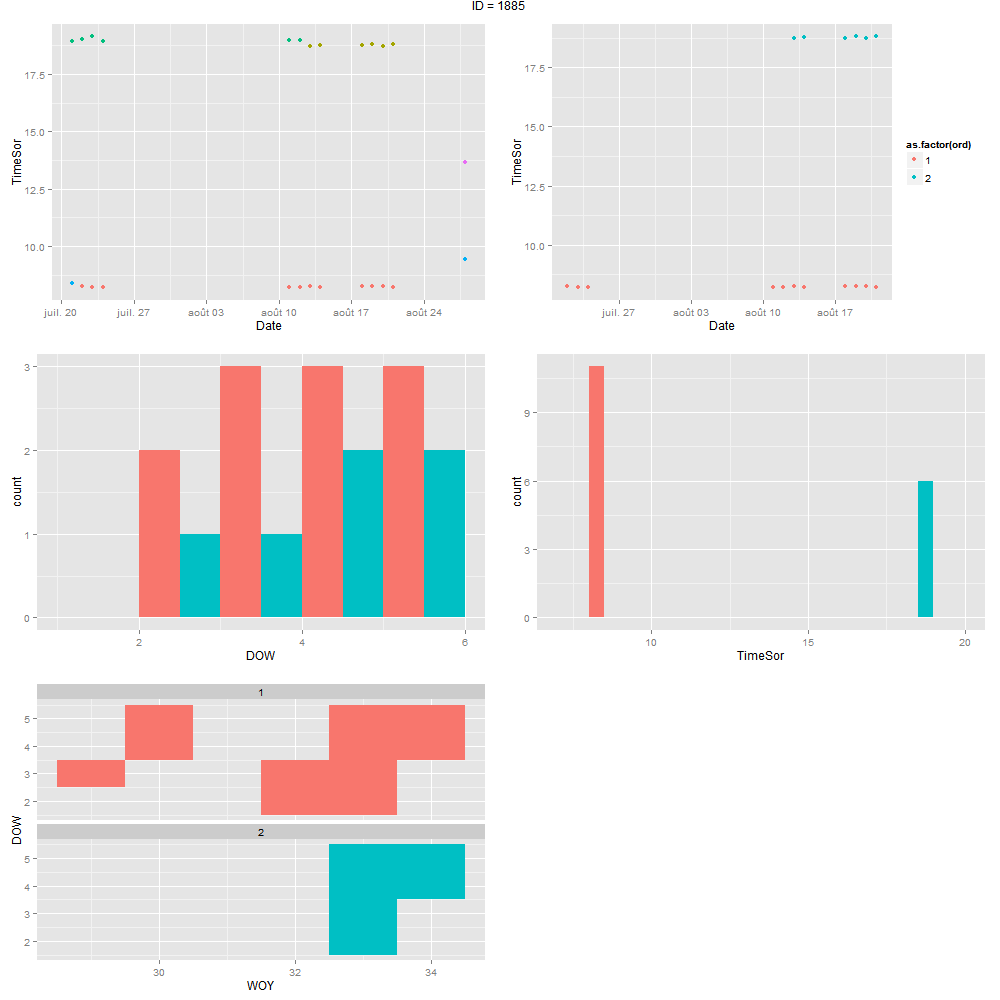 ID = 1885
TimeSor
17.5
15.0
12.5
10.0
juil. 20
juil. 27
août 03
août 10
août 17
août 24
Date
TimeSor
17.5
15.0
12.5
10.0
juil. 27
août 03
août 10
août 17
Date
as.factor(ord)
1
2
count
3
2
1
0
2
4
6
DOW
count
9
6
3
0
10
15
20
TimeSor
DOW
1
5
4
3
2
2
5
4
3
2
30
32
34
WOY